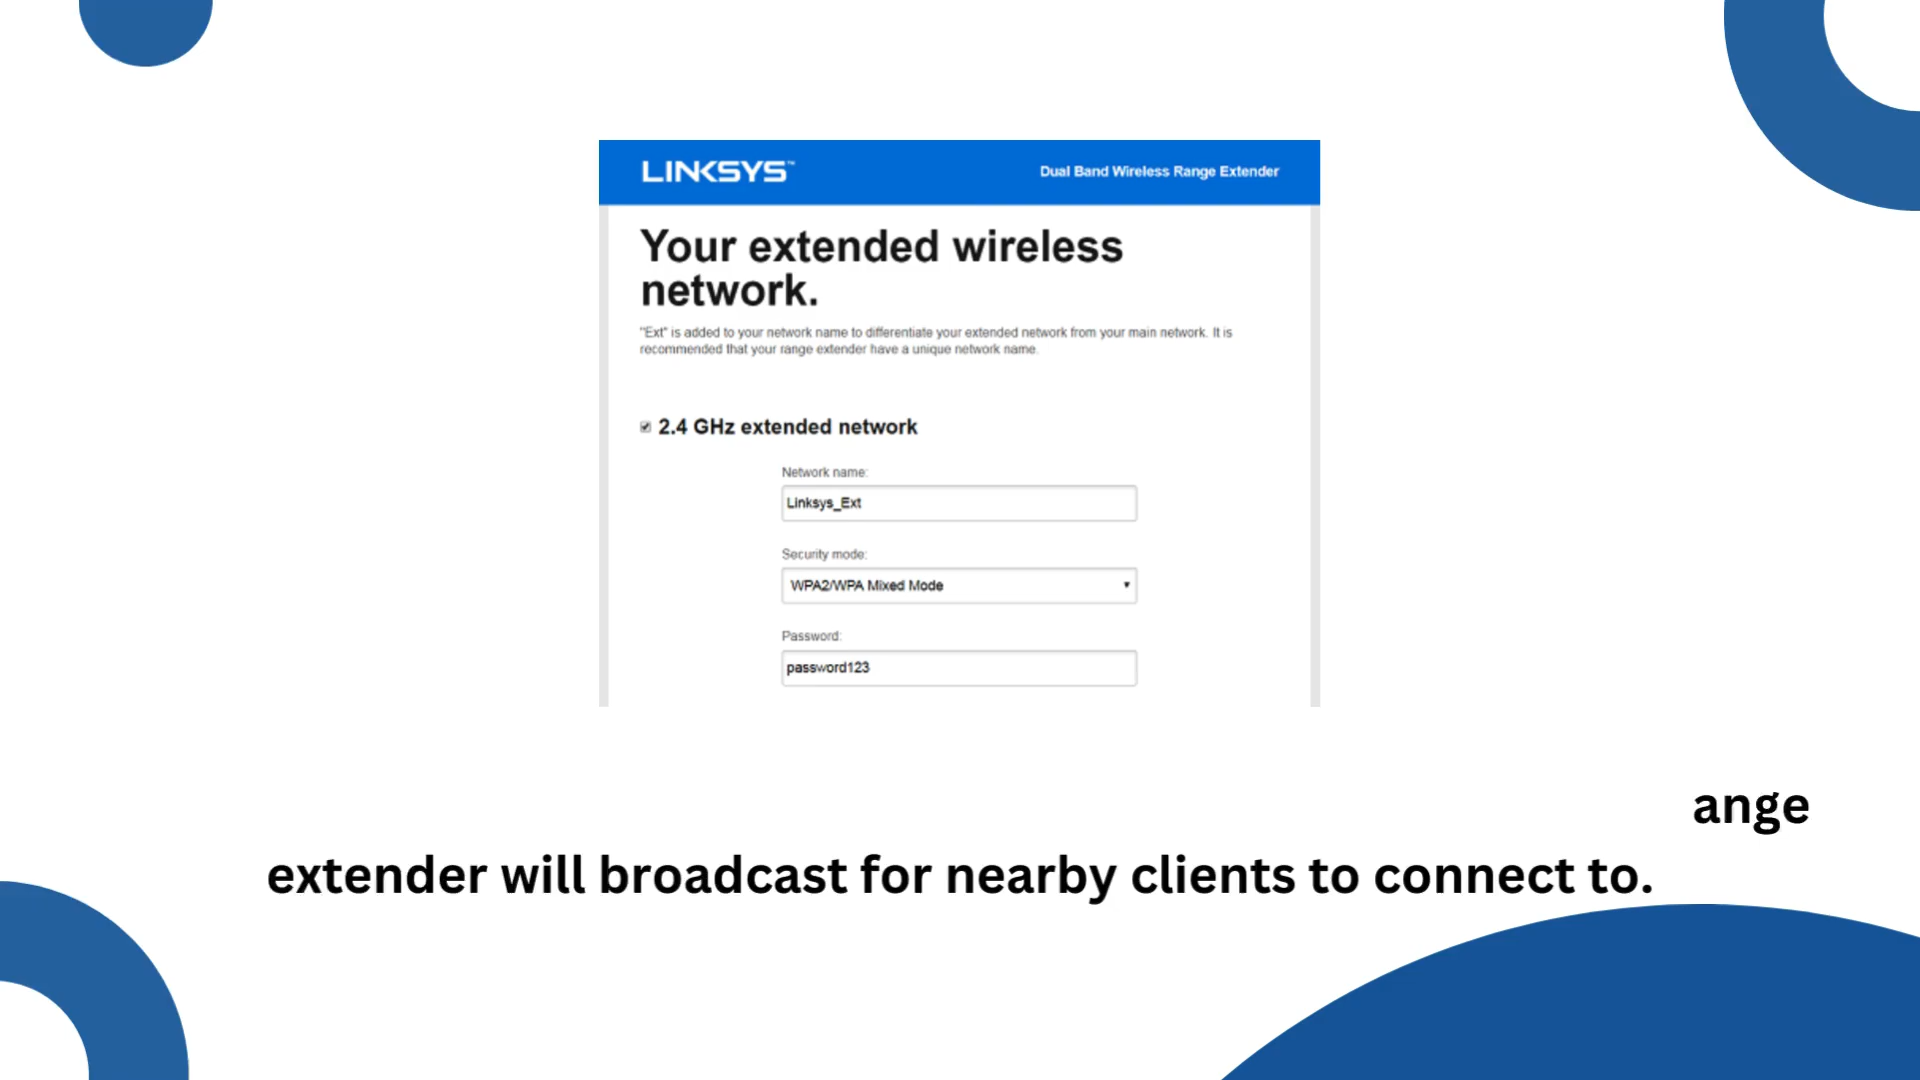 LINKSYS™
Dual Band Wireless Range Extender
Your extended wireless
network.
"Ext" is added to your network name to differentiate your extended network from your main network. It is
recommended that your range extender have a unique network name.
2.4 GHz extended network
Network name:
Linksys_Ext
Security mode:
WPA2/WPA Mixed Mode
Password:
password123
ange
extender will broadcast for nearby clients to connect to.